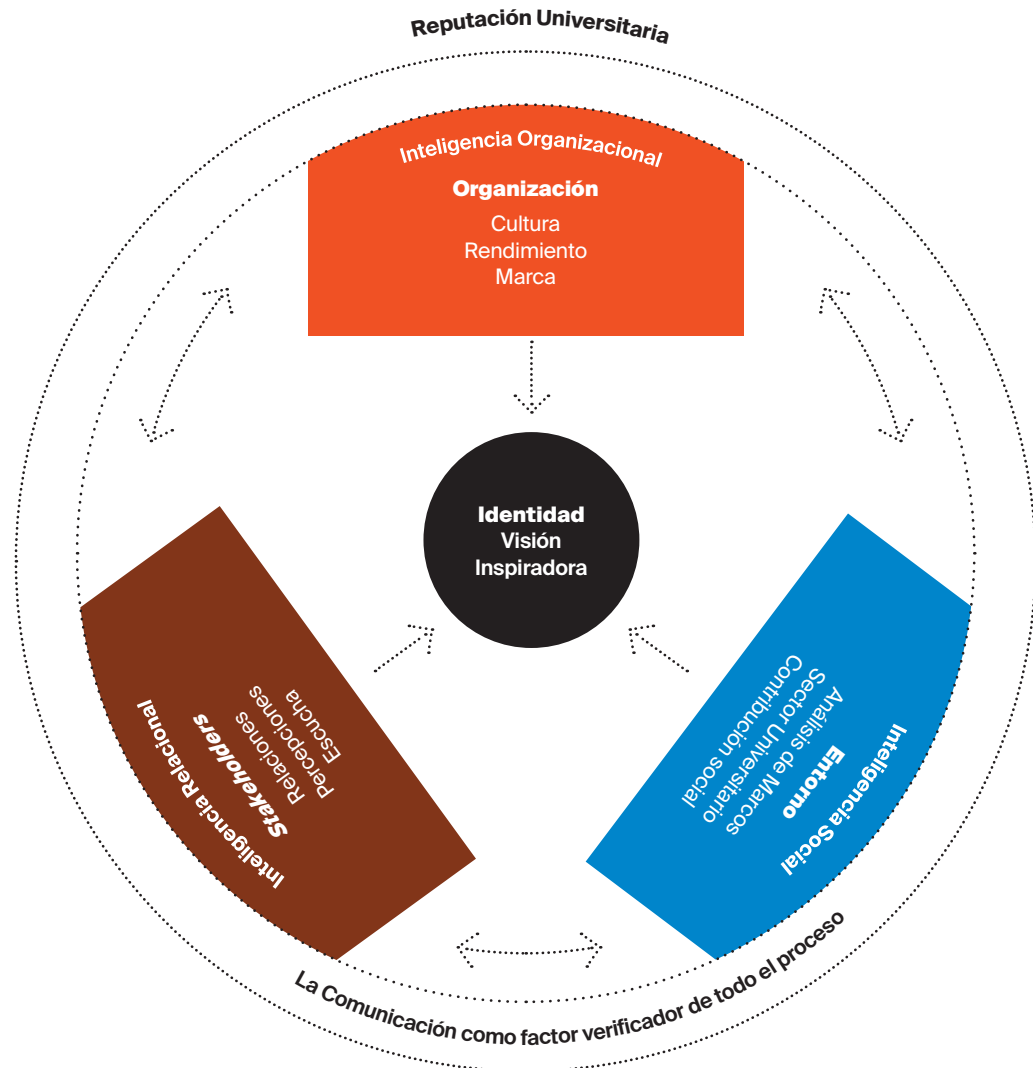 Reputación Universitaria
Inteligencia Organizacional
Organización
Cultura
Rendimiento
Marca
Identidad
Visión
Inspiradora
Inteligencia Relacional
Stakeholders
Relaciones
Percepciones
Escucha
Inteligencia Social
Entorno
Análisis de Marcos
Sector Universitario
Contribución social
La Comunicación como factor verificador de todo el proceso